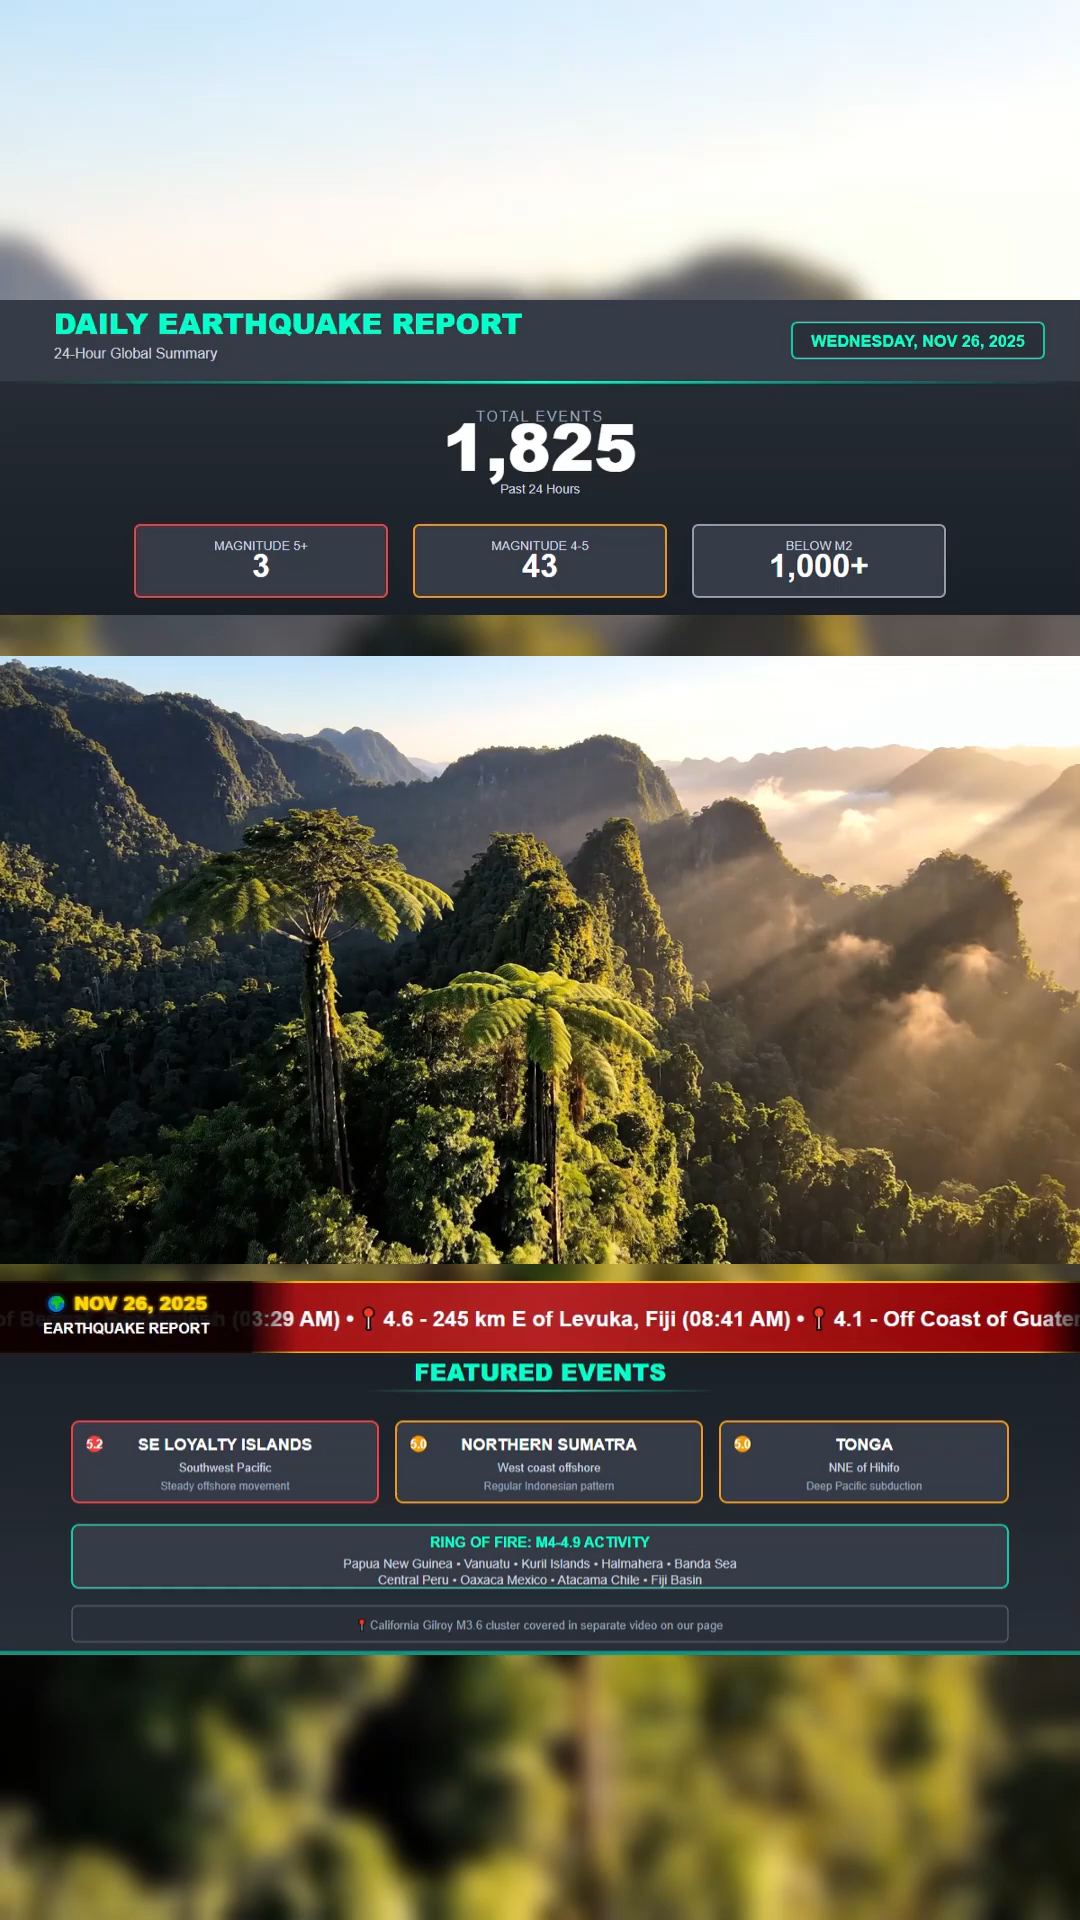 DAILY EARTHQUAKE REPORT
24-Hour Global Summary
WEDNESDAY, NOV 26, 2025
TOTAL EVENTS
1,825
Past 24 Hours
MAGNITUDE 5+
3
MAGNITUDE 4-5
43
BELOW M2
1,000+
NOV 26, 2025
EARTHQUAKE REPORT
(03:29 AM) • 📍 4.6 - 245 km E of Levuka, Fiji (08:41 AM) • 📍 4.1 - Off Coast of
FEATURED EVENTS
5.2 SE LOYALTY ISLANDS
Southwest Pacific
Steady offshore movement
5.0 NORTHERN SUMATRA
West coast offshore
Regular Indonesian pattern
5.0 TONGA
NNE of Hihifo
Deep Pacific subduction
RING OF FIRE: M4-4.9 ACTIVITY
Papua New Guinea • Vanuatu • Kuril Islands • Halmahera • Banda Sea
Central Peru • Oaxaca Mexico • Atacama Chile • Fiji Basin
📍 California Gilroy M3.6 cluster covered in separate video on our page